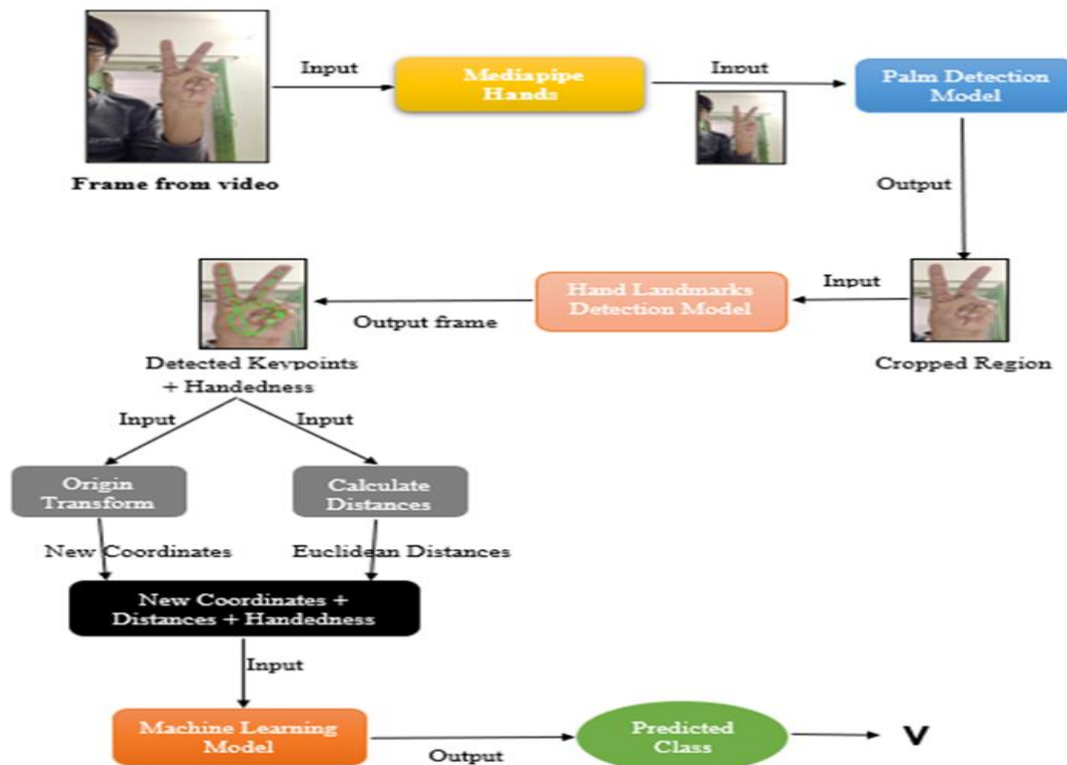 Input
Mediapipe
Hands
Input
Palm Detection
Model
Frame from video
Output
Input
Hand Landmarks
Detection Model
Output frame
Cropped Region
Detected Keypoints
+ Handedness
Input
Input
Origin
Transform
Calculate
Distances
New Coordinates
Euclidean Distances
New Coordinates +
Distances + Handedness
Input
Machine Learning
Model
Output
Predicted
Class
V